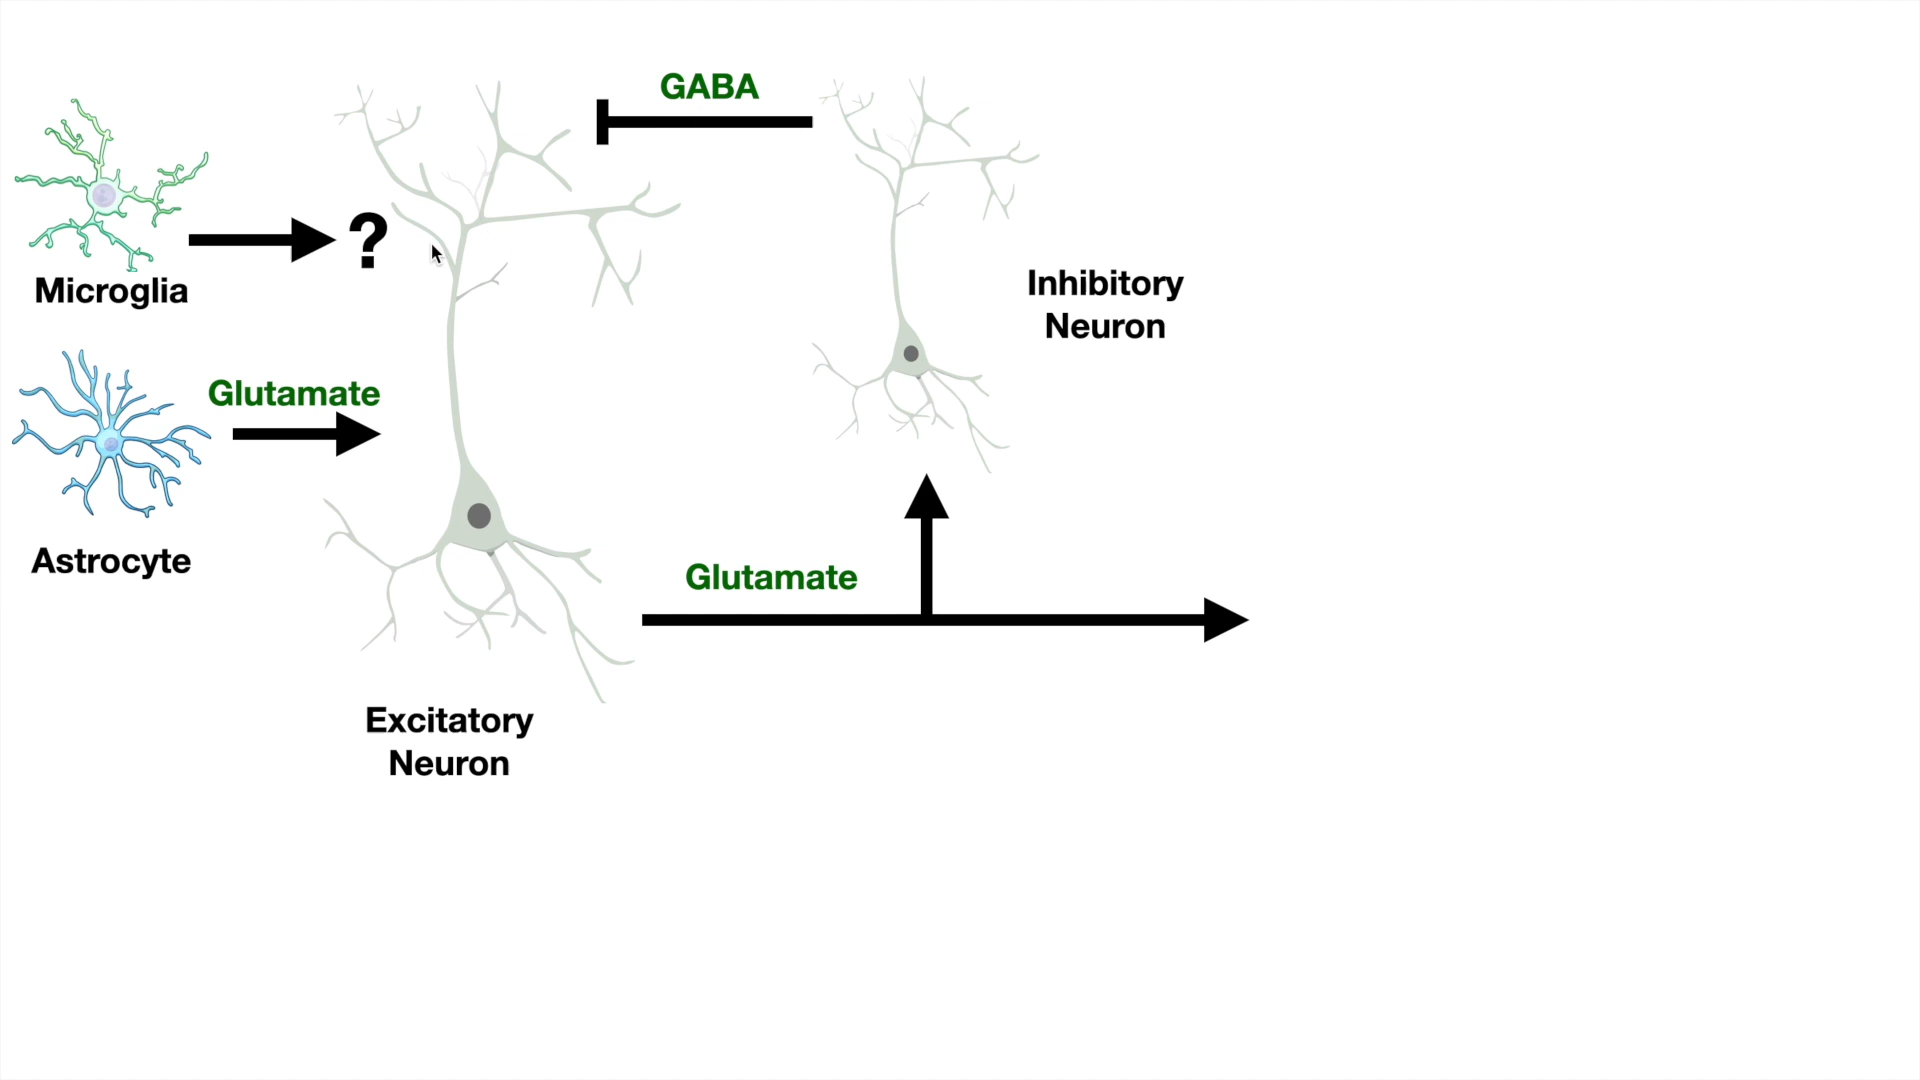 GABA
?
Microglia
Inhibitory
Neuron
Glutamate
Astrocyte
Glutamate
Excitatory
Neuron